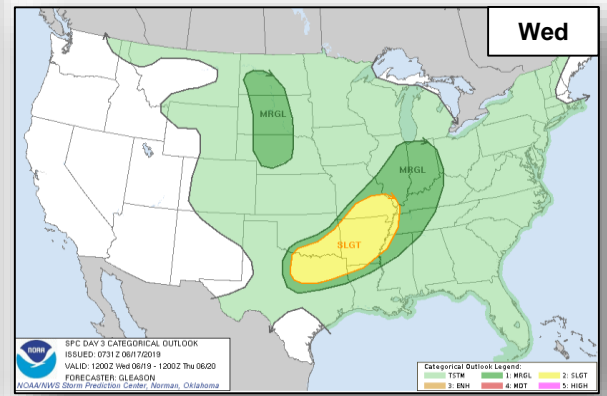 Wed
MRGL
MRGL
SLGT
NOAA
SPC DAY 3 CATEGORICAL OUTLOOK
ISSUED: 0731 Z 06/17/2019
VALID: 1200Z Wed 06/19 - 1200Z Thu 06/20
FORECASTER: GLEASON
NOAA/NWS Storm Prediction Center, Norman, Oklahoma
Categorical Outlook Legend:
TSTM 1: MRGL 2: SLGT
3: ENH 4: MDT 5: HIGH